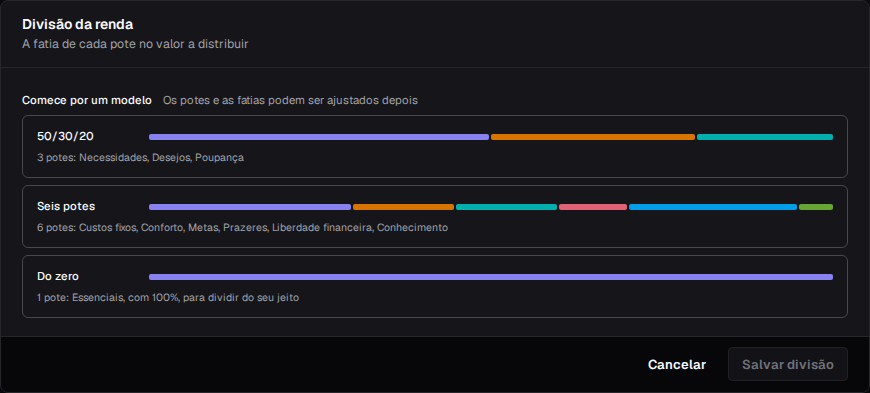 Divisão da renda
A fatia de cada pote no valor a distribuir
Comece por um modelo Os potes e as fatias podem ser ajustados depois
50/30/20
3 potes: Necessidades, Desejos, Poupança
Seis potes
6 potes: Custos fixos, Conforto, Metas, Prazeres, Liberdade financeira, Conhecimento
Do zero
1 pote: Essenciais, com 100%, para dividir do seu jeito
Cancelar Salvar divisão